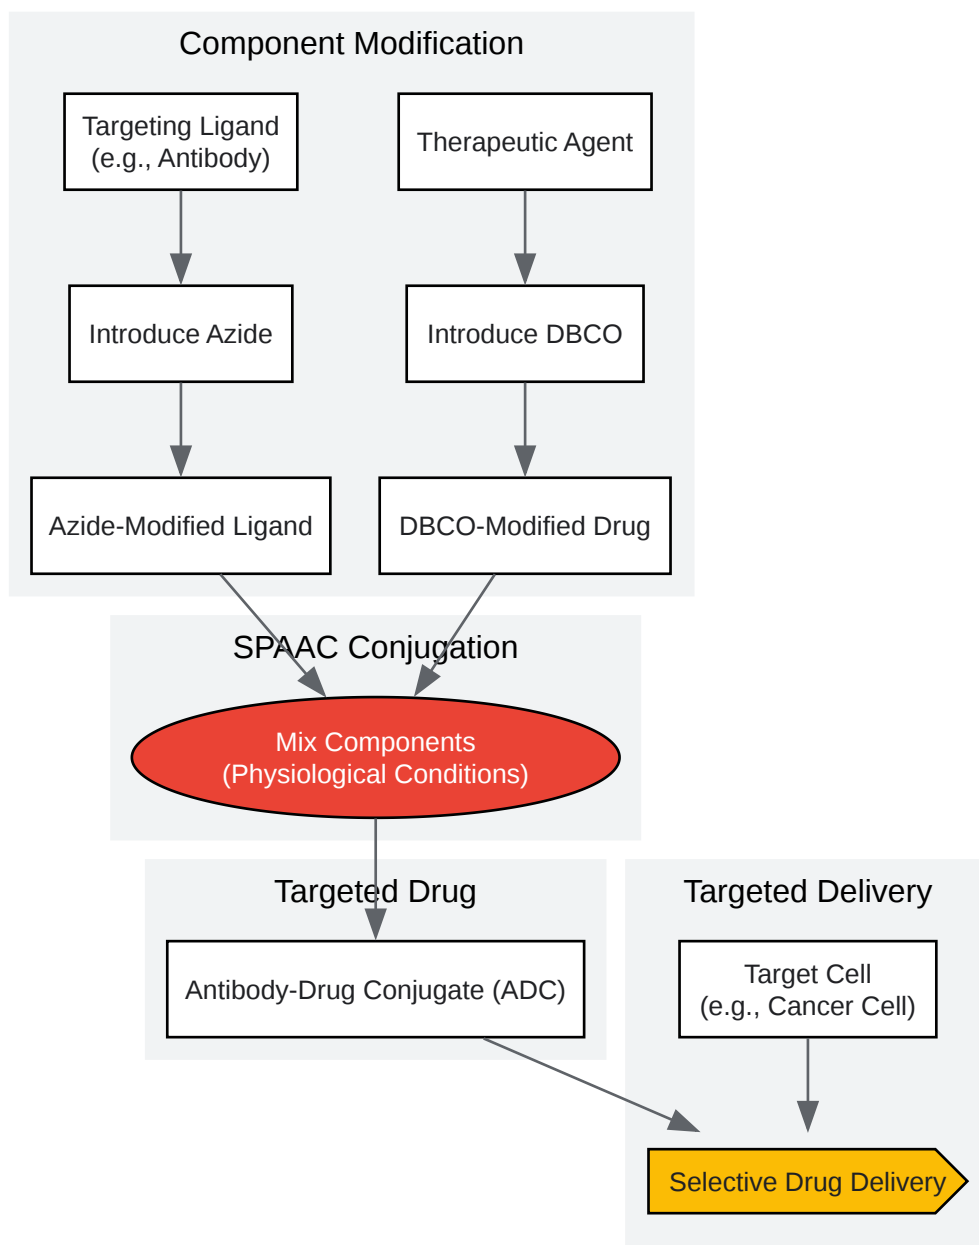 Component Modification
Targeting Ligand
(e.g., Antibody)
Therapeutic Agent
Introduce Azide
Introduce DBCO
Azide-Modified Ligand
DBCO-Modified Drug
SPAAC Conjugation
Mix Components
(Physiological Conditions)
Targeted Drug
Antibody-Drug Conjugate (ADC)
Targeted Delivery
Target Cell
(e.g., Cancer Cell)
Selective Drug Delivery